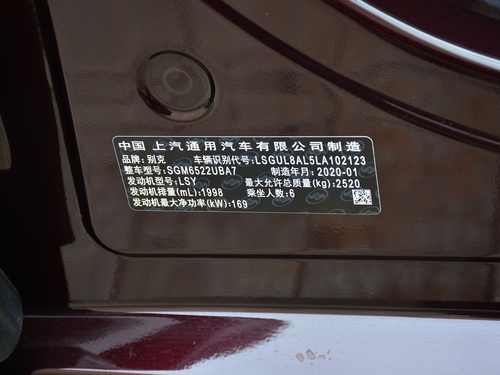 中国 上汽通用汽车有限公司制造
品牌: 别克 车辆识别代号: LSGUL8AL5LA102123
整车型号: SGM6522UBA7 制造年月: 2020-01
发动机型号: LSY 最大允许总质量(kg): 2520
发动机排量(mL): 1998 乘坐人数: 6
发动机最大净功率(kW): 169